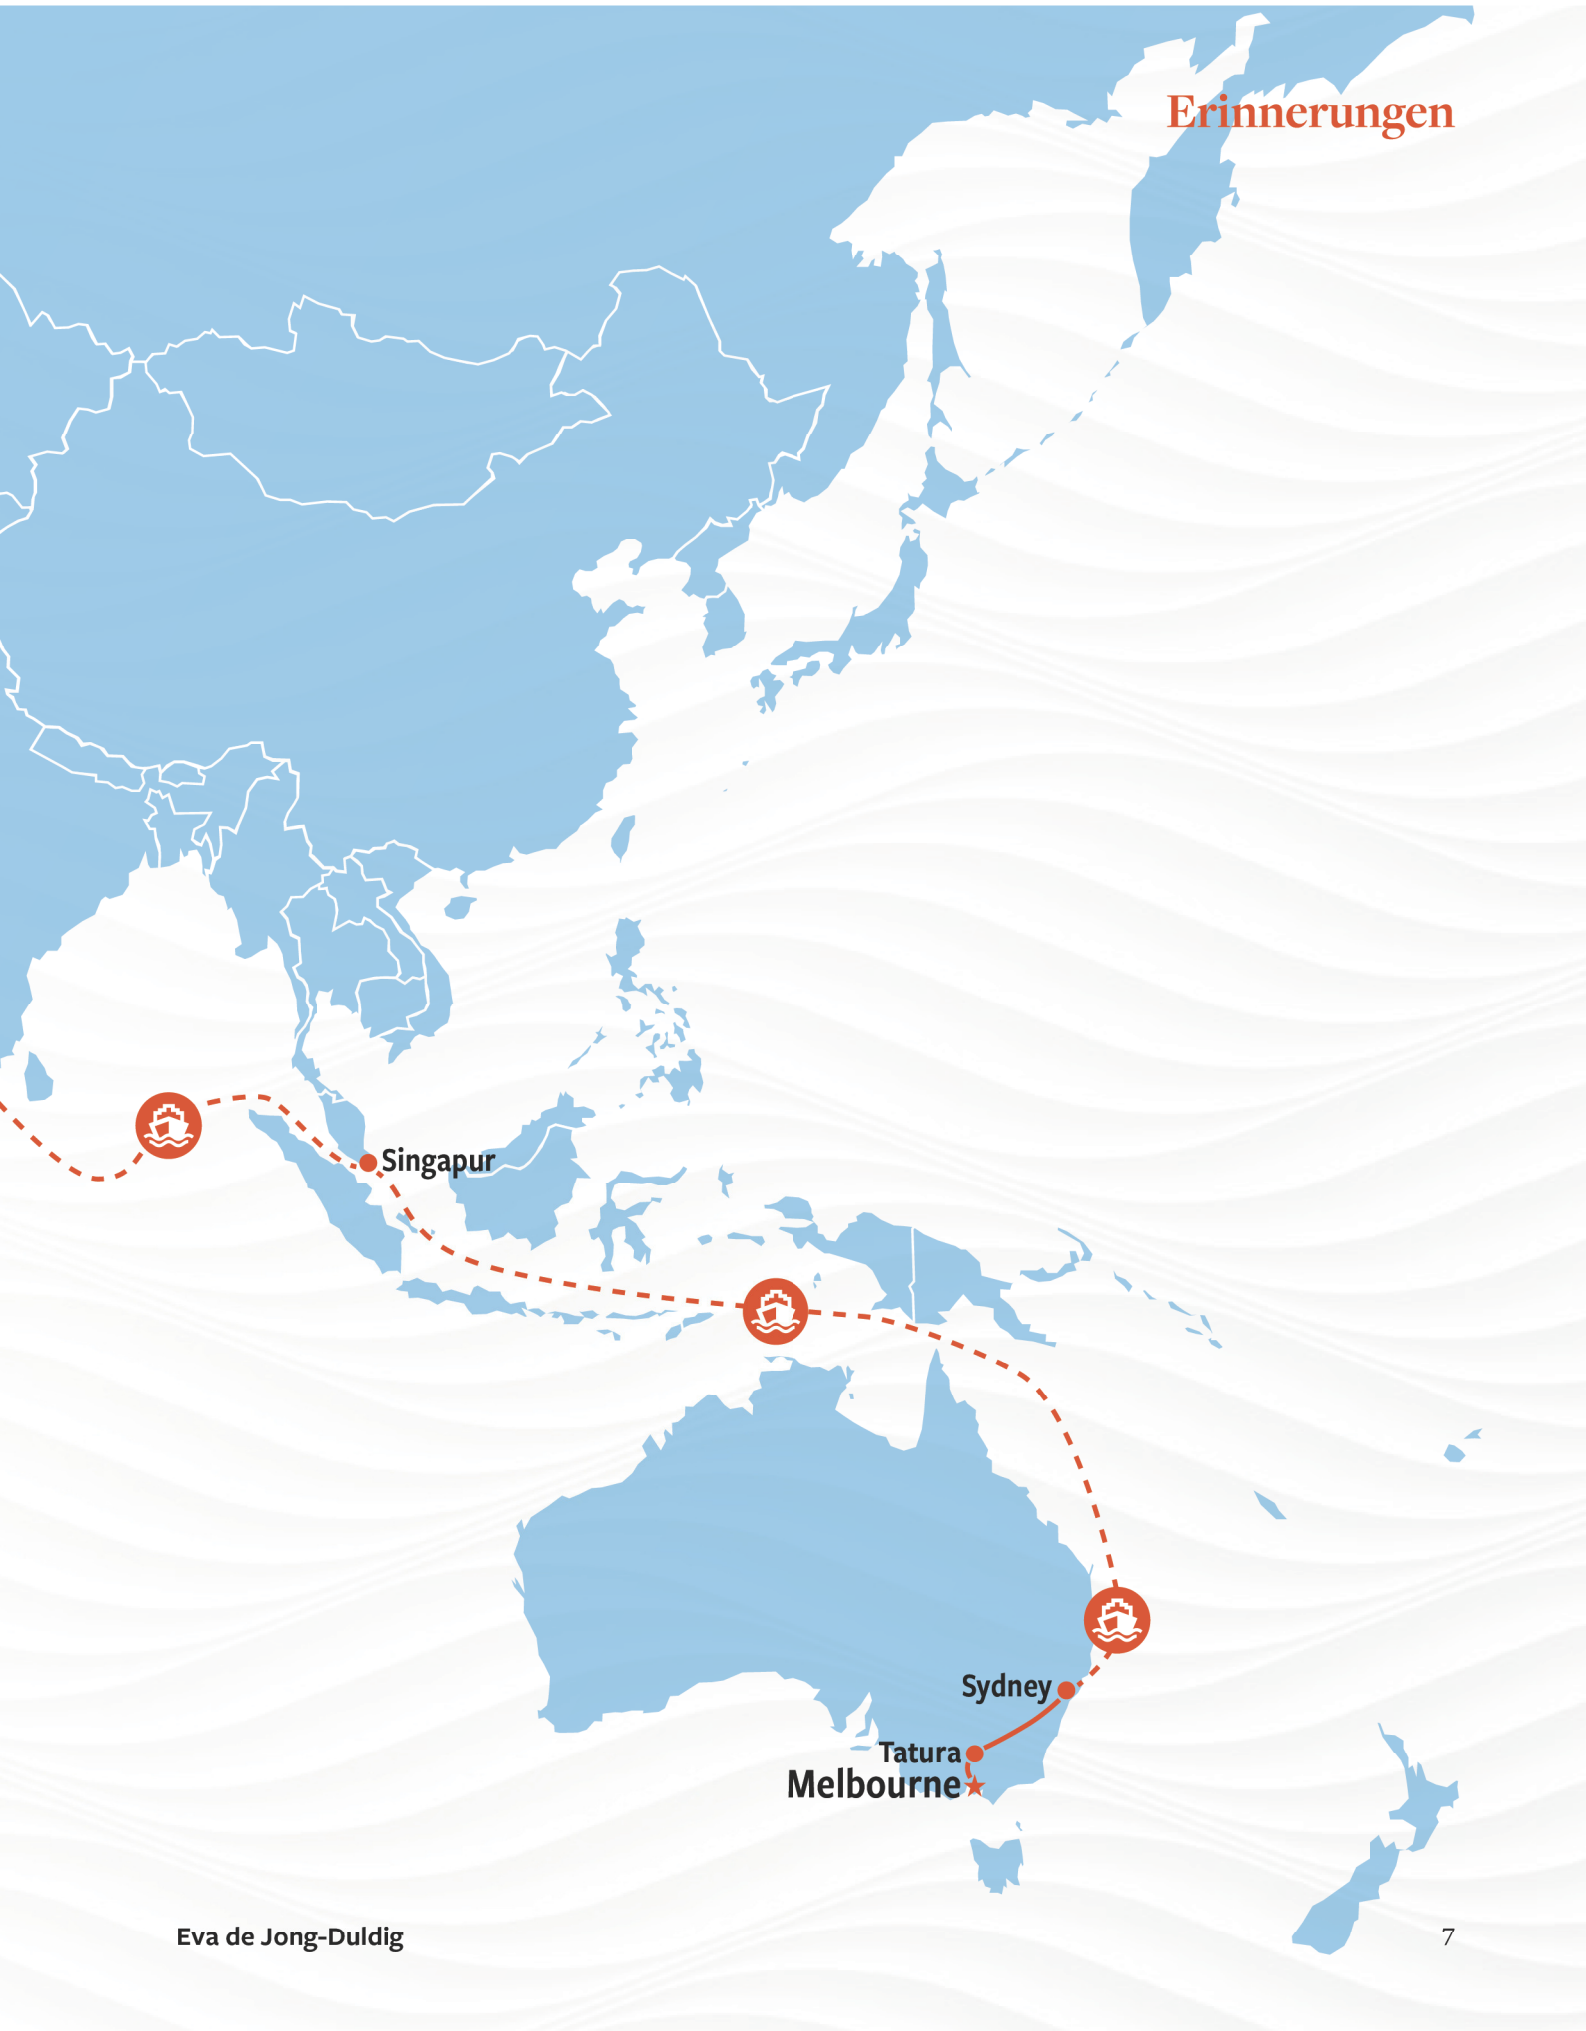 Erinnerungen
Singapur
Sydney
Tatura
Melbourne
Eva de Jong-Duldig
7